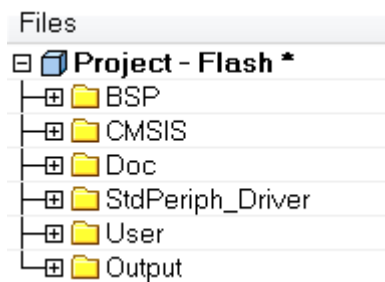 Files
Project - Flash *
BSP
CMSIS
Doc
StdPeriph_Driver
User
Output